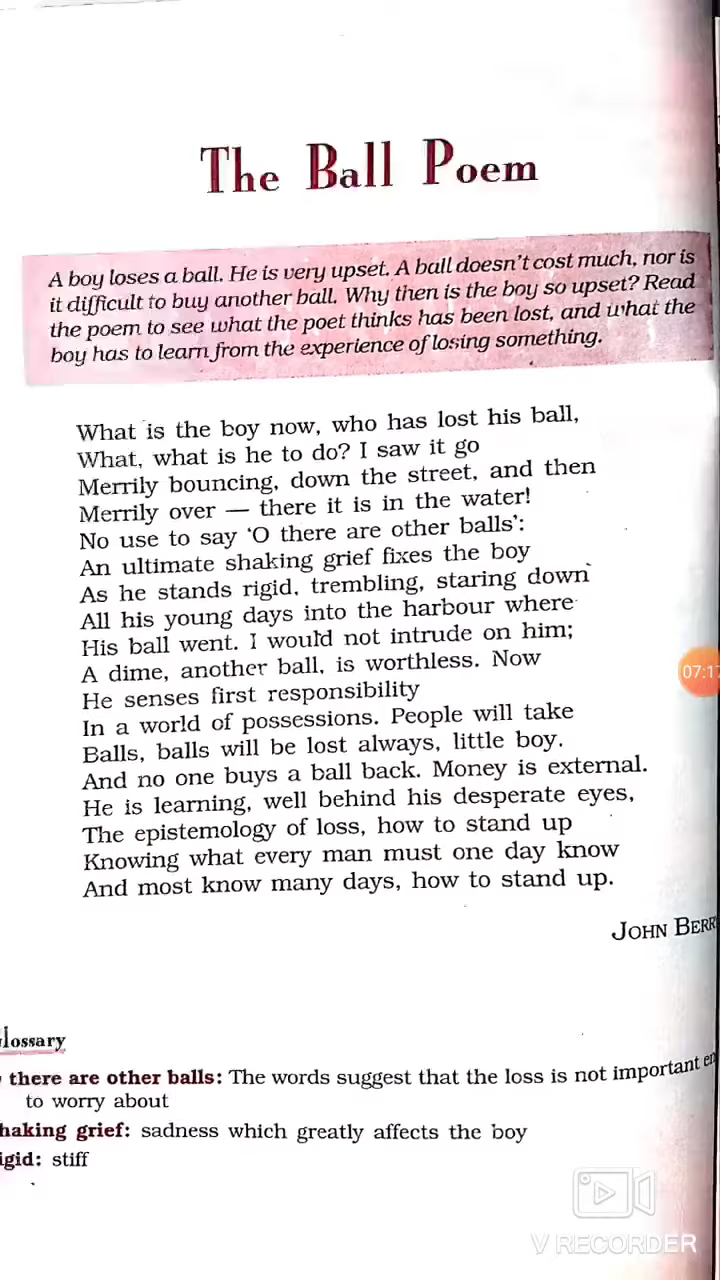 The Ball Poem
A boy loses a ball. He is very upset. A ball doesn't cost much, nor is
it difficult to buy another ball. Why then is the boy so upset? Read
the poem to see what the poet thinks has been lost, and what the
boy has to learn from the experience of losing something.
What is the boy now, who has lost his ball,
What, what is he to do? I saw it go
Merrily bouncing, down the street, and then
Merrily over — there it is in the water!
No use to say 'O there are other balls':
An ultimate shaking grief fixes the boy
As he stands rigid, trembling, staring down
All his young days into the harbour where
His ball went. I would not intrude on him;
A dime, another ball, is worthless. Now
He senses first responsibility
In a world of possessions. People will take
Balls, balls will be lost always, little boy.
And no one buys a ball back. Money is external.
He is learning, well behind his desperate eyes,
The epistemology of loss, how to stand up
Knowing what every man must one day know
And most know many days, how to stand up.
JOHN BERR
lossary
there are other balls: The words suggest that the loss is not important en
to worry about
haking grief: sadness which greatly affects the boy
igid: stiff
07:17
V RECORDER